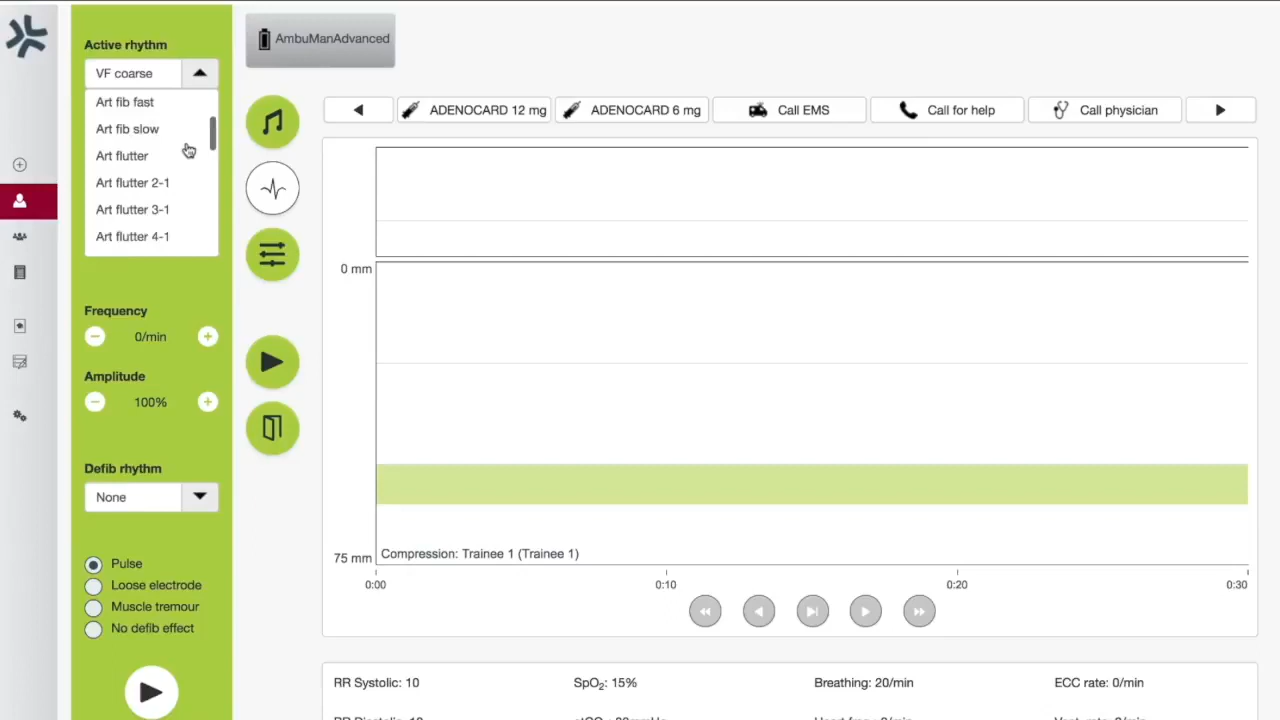 Active rhythm
VF coarse
Art fib fast
Art fib slow
Art flutter
Art flutter 2-1
Art flutter 3-1
Art flutter 4-1
Frequency
0/min
Amplitude
100%
Defib rhythm
None
Pulse
Loose electrode
Muscle tremour
No defib effect
AmbuManAdvanced
ADENOCARD 12 mg
ADENOCARD 6 mg
Call EMS
Call for help
Call physician
0 mm
75 mm
Compression: Trainee 1 (Trainee 1)
0:00 0:10 0:20 0:30
RR Systolic: 10 SpO₂: 15% Breathing: 20/min ECC rate: 0/min